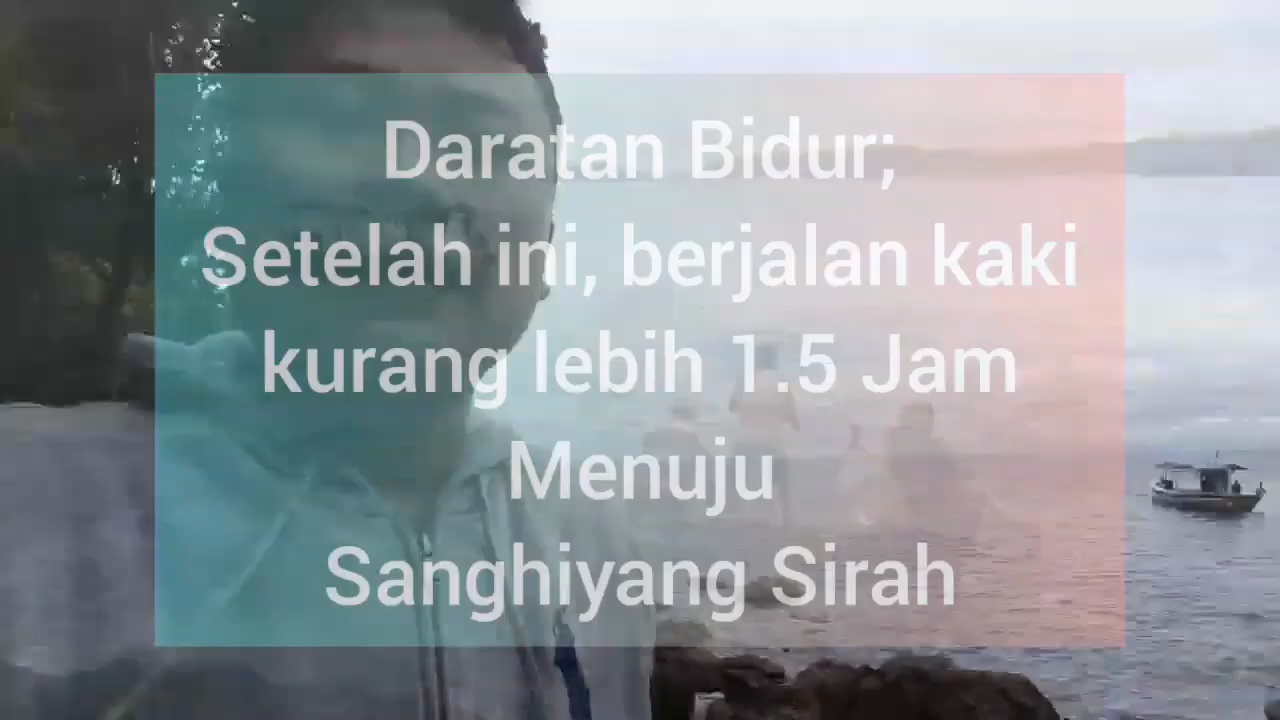 Daratan Bidur;
Setelah ini, berjalan kaki
kurang lebih 1.5 Jam
Menuju
Sanghiyang Sirah